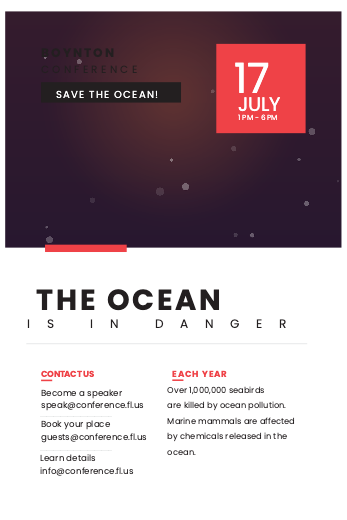 BOYNTON
CONFERENCE
SAVE THE OCEAN!
17
JULY
1PM-6PM
THE OCEAN
IS IN DANGER
CONTACT US
Become a speaker
speak@conference.fl.us
Book your place
guests@conference.fl.us
Learn details
info@conference.fl.us
EACH YEAR
Over 1,000,000 seabirds
are killed by ocean pollution.
Marine mammals are affected
by chemicals released in the
ocean.